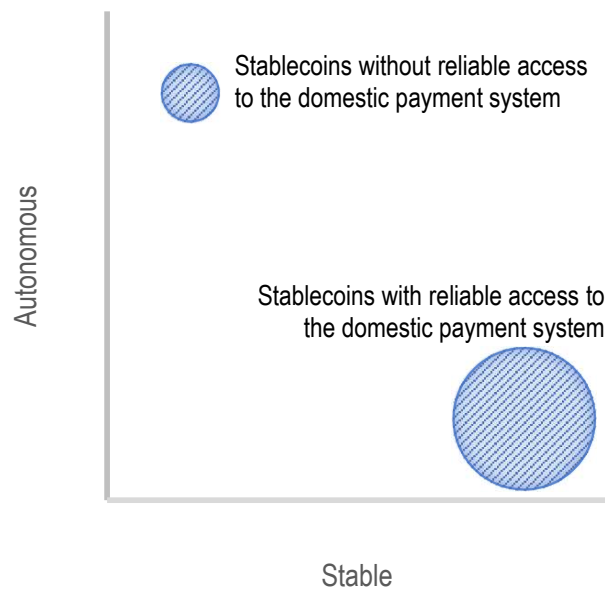 Stablecoins without reliable access
to the domestic payment system
Autonomous
Stablecoins with reliable access to
the domestic payment system
Stable